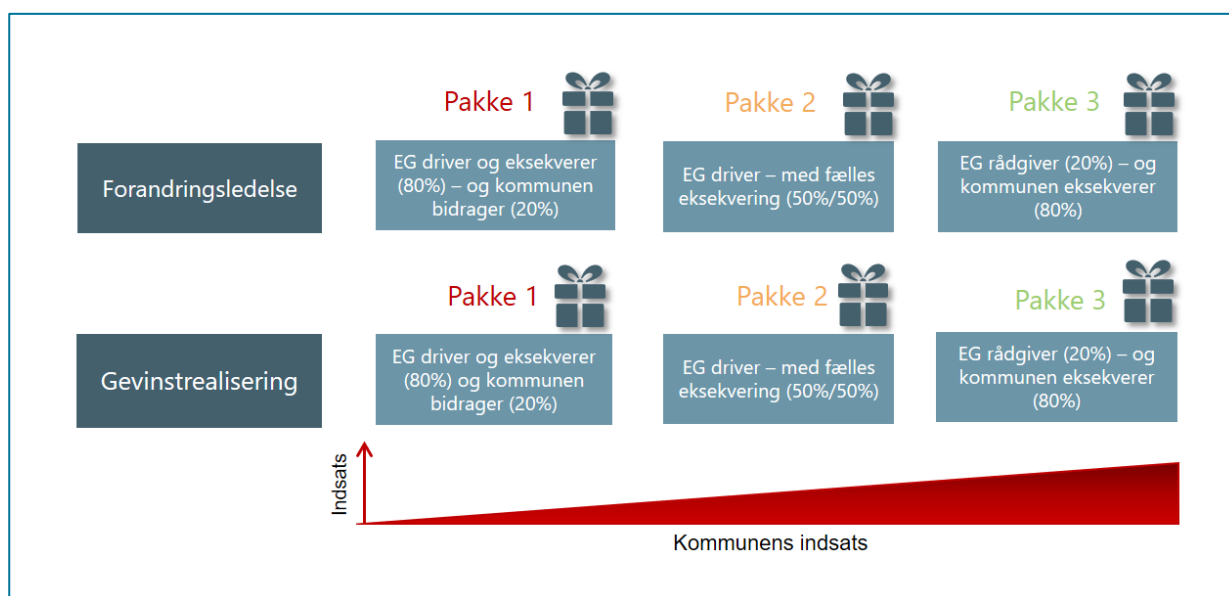 Pakke 1
Pakke 2
Pakke 3
Forandringsledelse
EG driver og eksekverer
(80%) – og kommunen
bidrager (20%)
EG driver – med fælles
eksekvering (50%/50%)
EG rådgiver (20%) – og
kommunen eksekverer
(80%)
Pakke 1
Pakke 2
Pakke 3
Gevinstrealisering
EG driver og eksekverer
(80%) og kommunen
bidrager (20%)
EG driver – med fælles
eksekvering (50%/50%)
EG rådgiver (20%) – og
kommunen eksekverer
(80%)
Indsats
Kommunens indsats